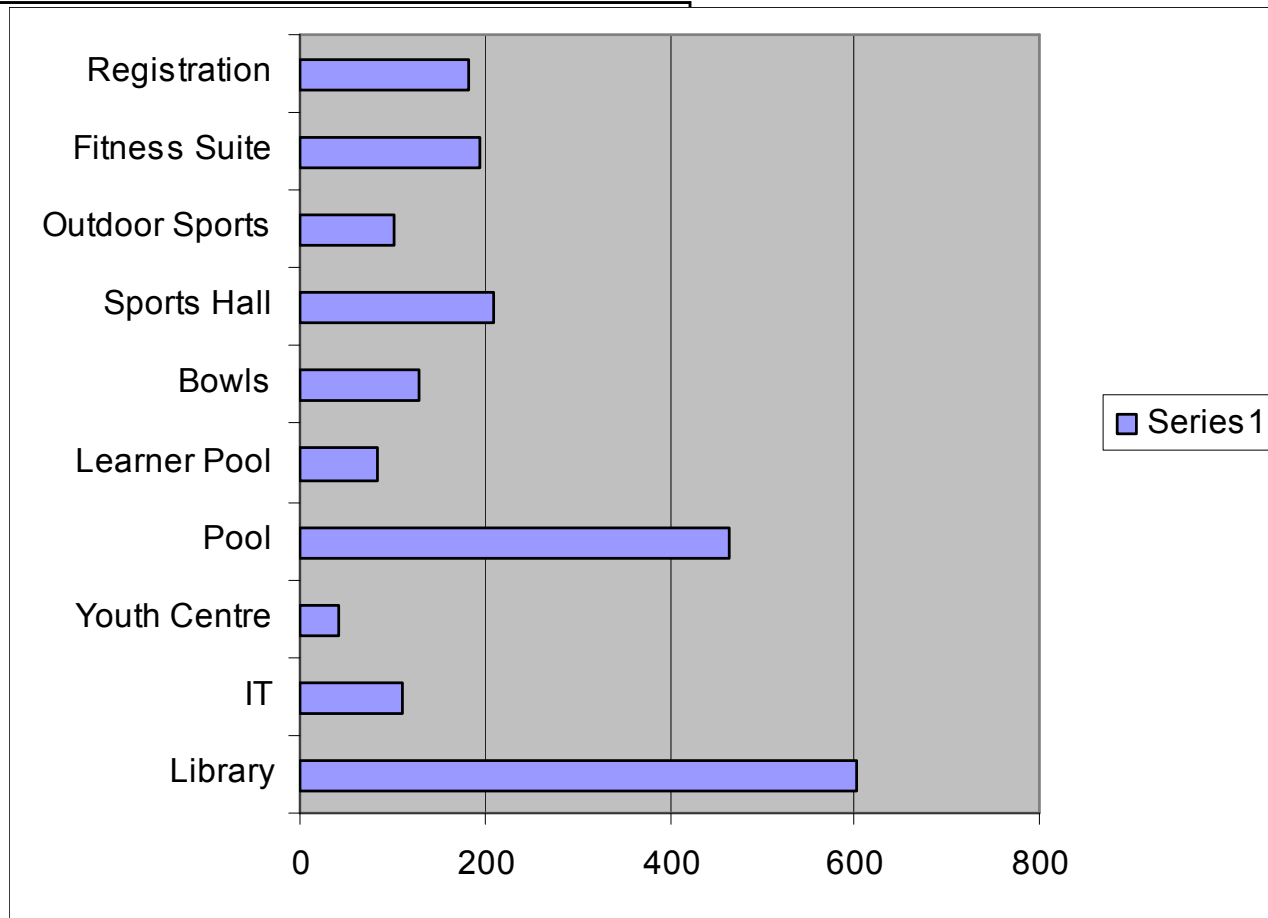 Registration
Fitness Suite
Outdoor Sports
Sports Hall
Bowls
Learner Pool
Pool
Youth Centre
IT
Library
0 200 400 600 800
Series1